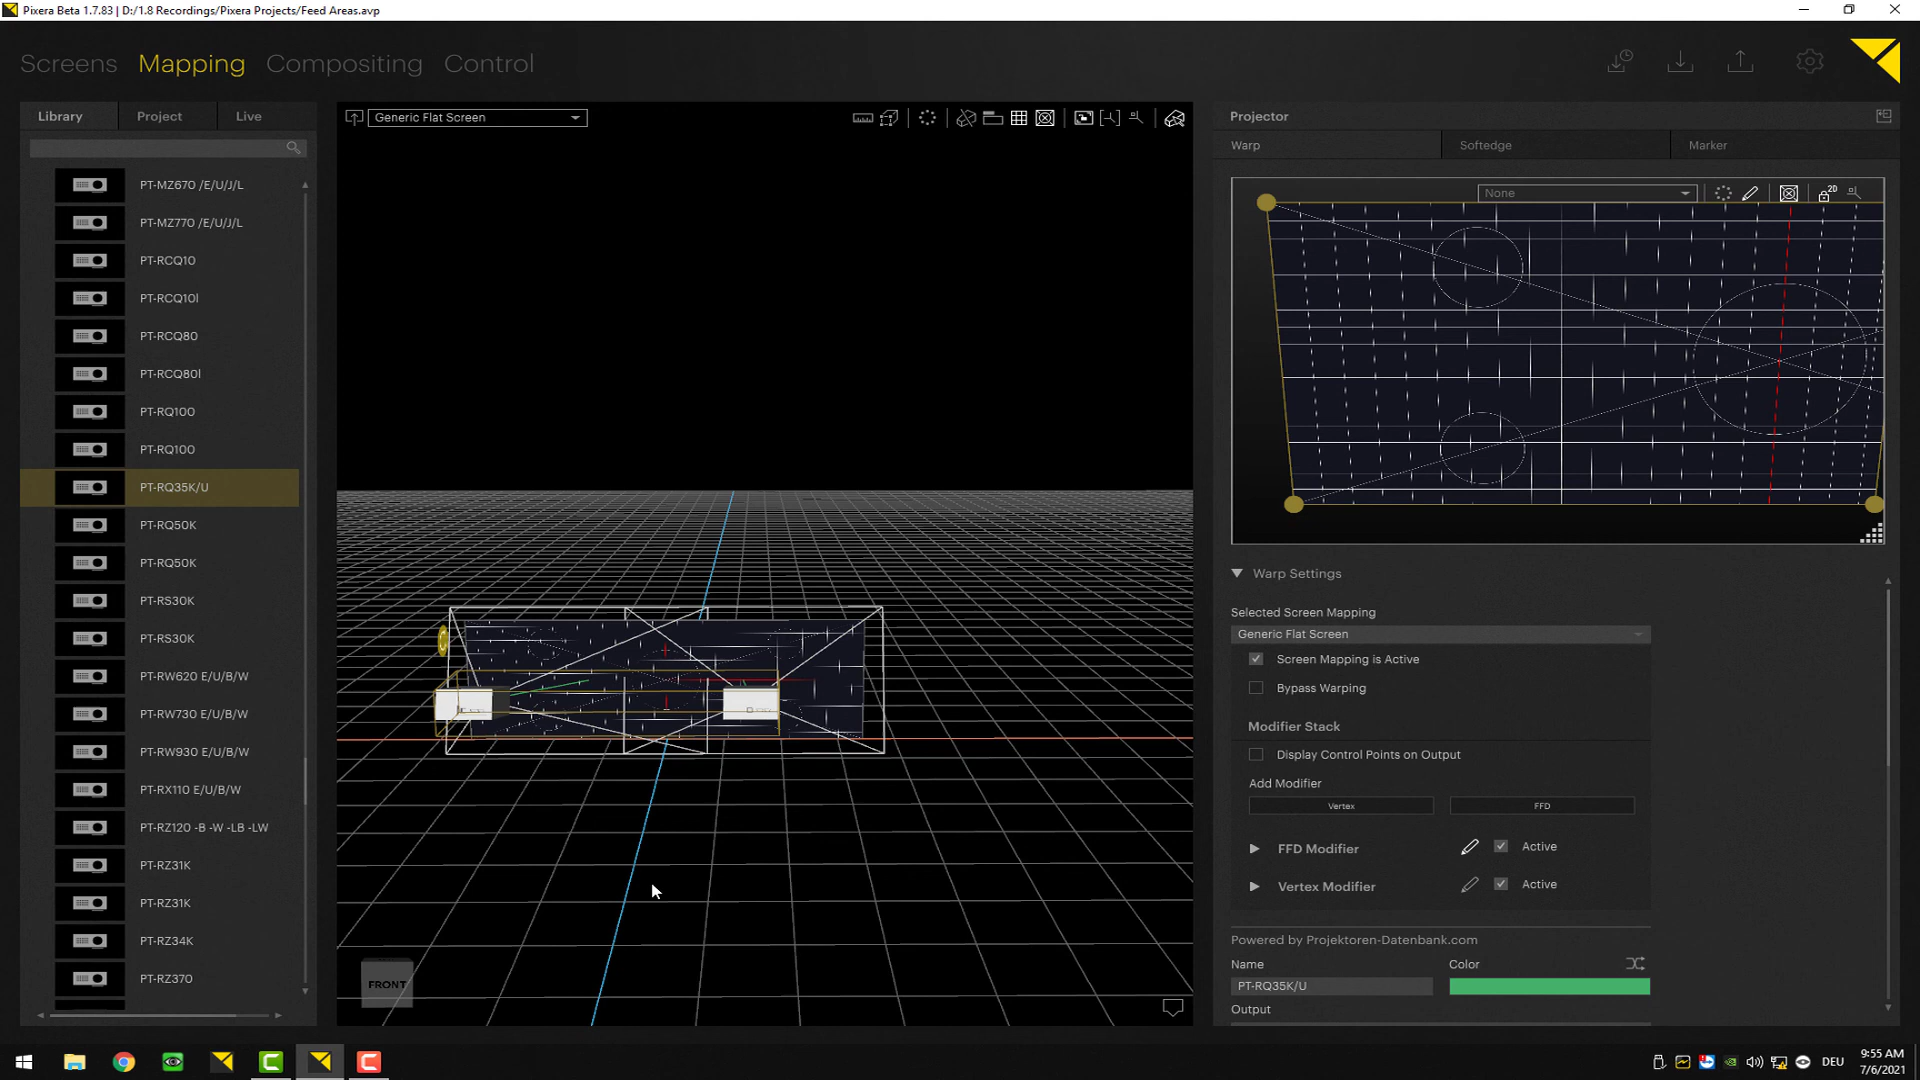 Pixera Beta 1.7.83 | D:/1.8 Recordings/Pixera Projects/Feed Areas.avp
Screens Mapping Compositing Control
Library Project Live
PT-MZ670 /E/U/J/L
PT-MZ770 /E/U/J/L
PT-RCQ10
PT-RCQ10l
PT-RCQ80
PT-RCQ80l
PT-RQ100
PT-RQ100
PT-RQ35K/U
PT-RQ50K
PT-RQ50K
PT-RS30K
PT-RS30K
PT-RW620 E/U/B/W
PT-RW730 E/U/B/W
PT-RW930 E/U/B/W
PT-RX110 E/U/B/W
PT-RZ120 -B -W -LB -LW
PT-RZ31K
PT-RZ31K
PT-RZ34K
PT-RZ370
Generic Flat Screen
FRONT
Projector
Warp Softedge Marker
None
2D
Warp Settings
Selected Screen Mapping
Generic Flat Screen
Screen Mapping is Active
Bypass Warping
Modifier Stack
Display Control Points on Output
Add Modifier
Vertex FFD
FFD Modifier Active
Vertex Modifier Active
Powered by Projektoren-Datenbank.com
Name Color
PT-RQ35K/U
Output
DEU
9:55 AM
7/6/2021